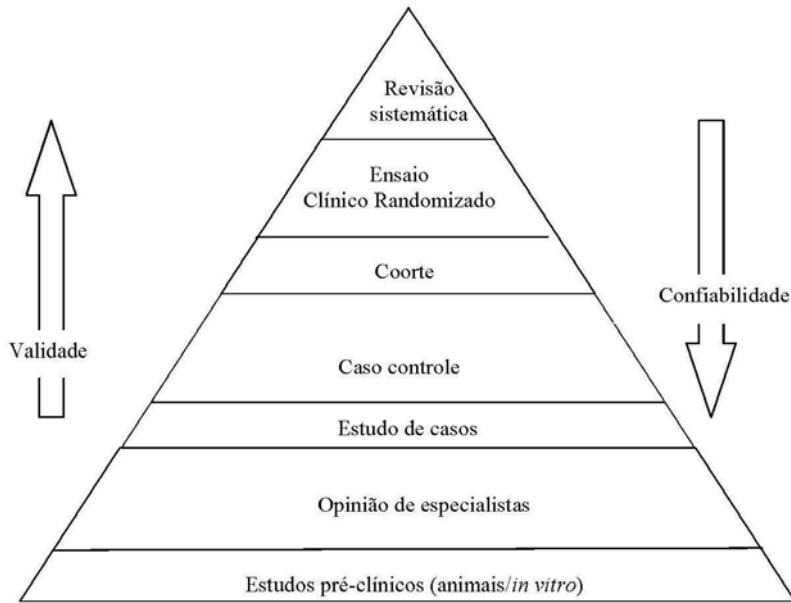 Revisão
sistemática
Ensaio
Clínico Randomizado
Coorte
Confiabilidade
Validade
Caso controle
Estudo de casos
Opinião de especialistas
Estudos pré-clínicos (animais/in vitro)